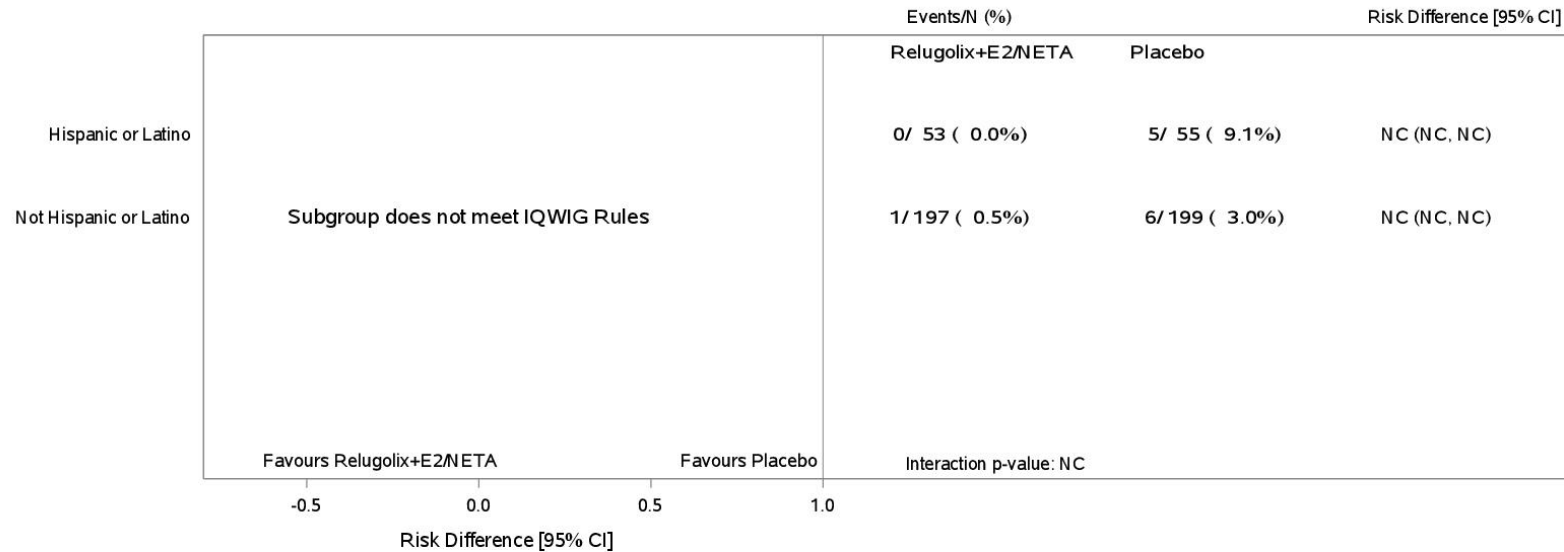 Events/N (%) Risk Difference [95% CI]
Relugolix+E2/NETA Placebo
Hispanic or Latino 0/ 53 ( 0.0%) 5/ 55 ( 9.1%) NC (NC, NC)
Not Hispanic or Latino Subgroup does not meet IQWIG Rules 1/ 197 ( 0.5%) 6/ 199 ( 3.0%) NC (NC, NC)
Favours Relugolix+E2/NETA Favours Placebo Interaction p-value: NC
-0.5 0.0 0.5 1.0
Risk Difference [95% CI]